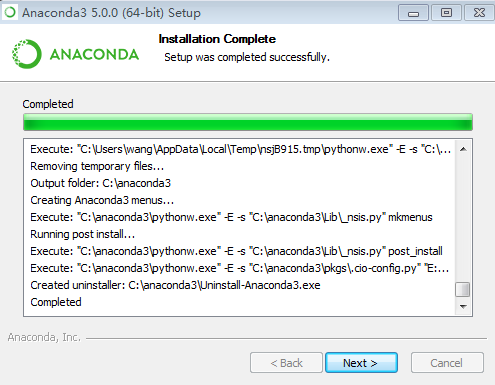 Anaconda3 5.0.0 (64-bit) Setup
Installation Complete
Setup was completed successfully.
ANACONDA
Completed
Execute: "C:\Users\wang\AppData\Local\Temp\nsjB915.tmp\pythonw.exe" -E -s "C:\...
Removing temporary files...
Output folder: C:\anaconda3
Creating Anaconda3 menus...
Execute: "C:\anaconda3\pythonw.exe" -E -s "C:\anaconda3\Lib\_nsis.py" mkmenus
Running post install...
Execute: "C:\anaconda3\pythonw.exe" -E -s "C:\anaconda3\Lib\_nsis.py" post_install
Execute: "C:\anaconda3\pythonw.exe" -E -s "C:\anaconda3\pkgs\.cio-config.py" "E:...
Created uninstaller: C:\anaconda3\Uninstall-Anaconda3.exe
Completed
Anaconda, Inc.
< Back
Next >
Cancel